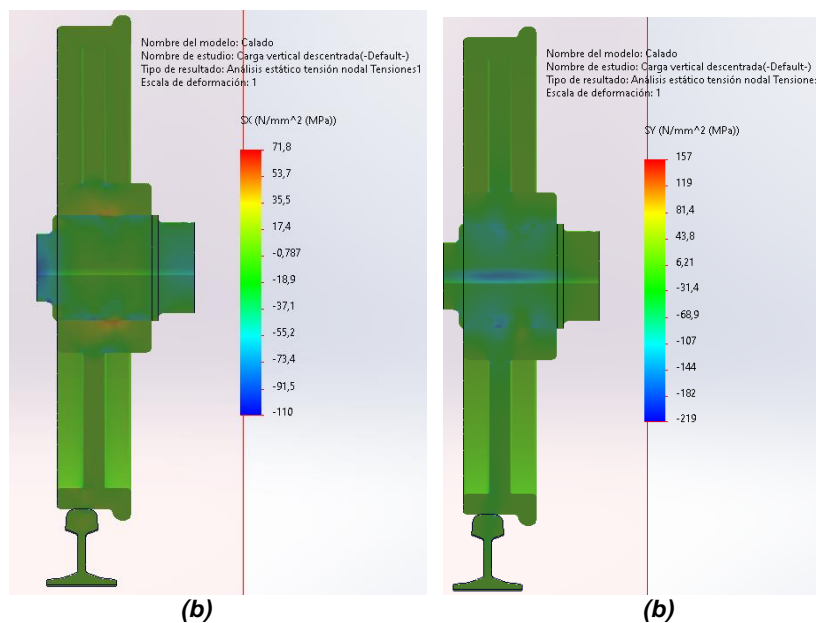 Nombre del modelo: Calado
Nombre de estudio: Carga vertical descentrada(-Default-)
Tipo de resultado: Análisis estático tensión nodal Tensiones1
Escala de deformación: 1
SX (N/mm^2 (MPa))
71,8
53,7
35,5
17,4
-0,787
-18,9
-37,1
-55,2
-73,4
-91,5
-110
(b)
Nombre del modelo: Calado
Nombre de estudio: Carga vertical descentrada(-Default-)
Tipo de resultado: Análisis estático tensión nodal Tensione
Escala de deformación: 1
SY (N/mm^2 (MPa))
157
119
81,4
43,8
6,21
-31,4
-68,9
-107
-144
-182
-219
(b)